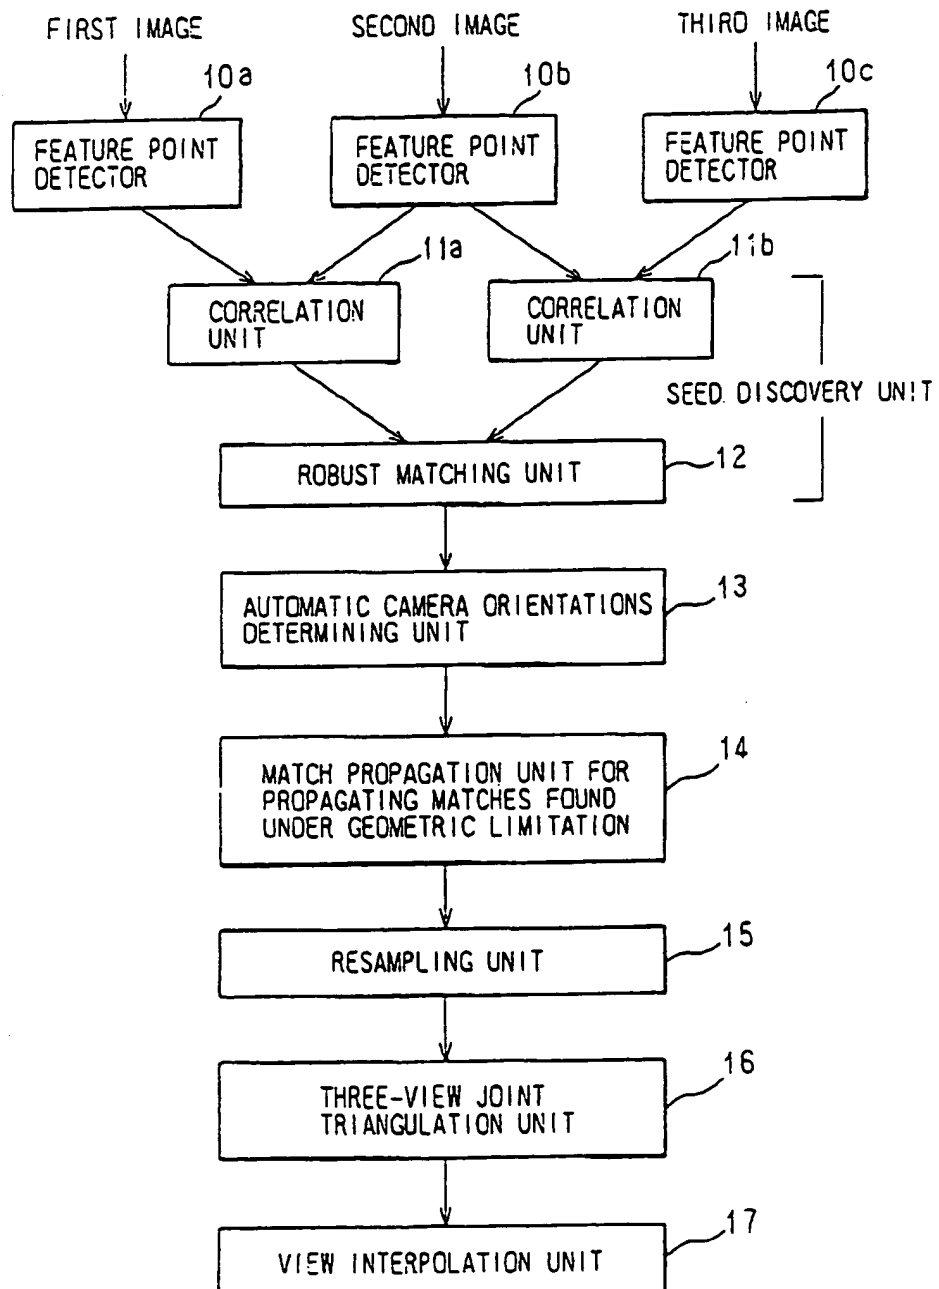 FIRST IMAGE
SECOND IMAGE
THIRD IMAGE
10a
10b
10c
FEATURE POINT
DETECTOR
FEATURE POINT
DETECTOR
FEATURE POINT
DETECTOR
11a
11b
CORRELATION
UNIT
CORRELATION
UNIT
SEED DISCOVERY UNIT
ROBUST MATCHING UNIT
12
AUTOMATIC CAMERA ORIENTATIONS
DETERMINING UNIT
13
MATCH PROPAGATION UNIT FOR
PROPAGATING MATCHES FOUND
UNDER GEOMETRIC LIMITATION
14
RESAMPLING UNIT
15
THREE-VIEW JOINT
TRIANGULATION UNIT
16
VIEW INTERPOLATION UNIT
17